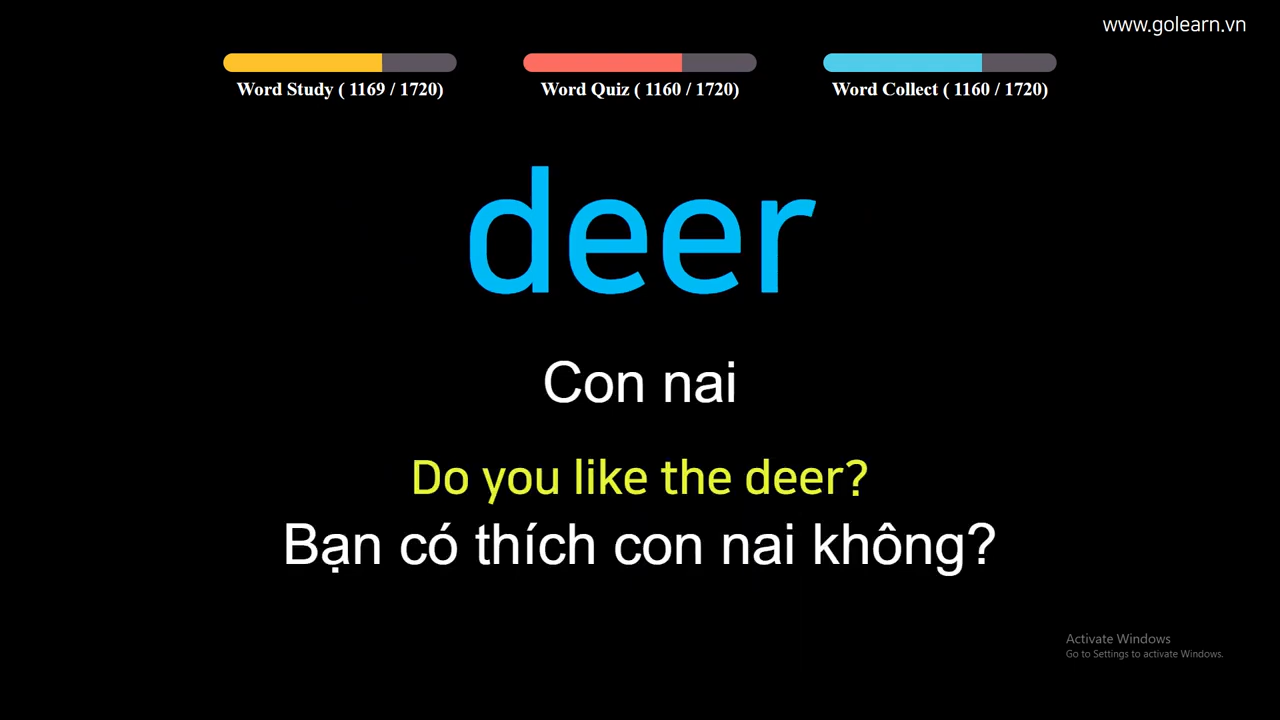 www.golearn.vn
Word Study ( 1169 / 1720)
Word Quiz ( 1160 / 1720)
Word Collect ( 1160 / 1720)
deer
Con nai
Do you like the deer?
Bạn có thích con nai không?
Activate Windows
Go to Settings to activate Windows.